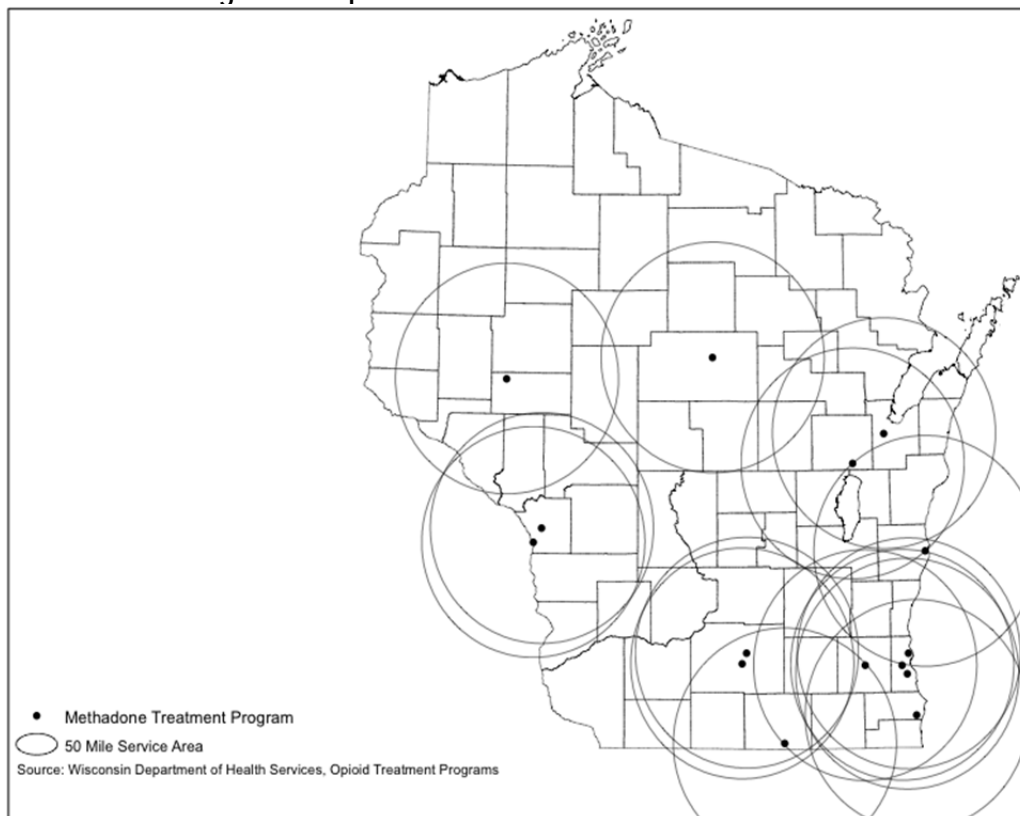 Methadone Treatment Program
50 Mile Service Area
Source: Wisconsin Department of Health Services, Opioid Treatment Programs